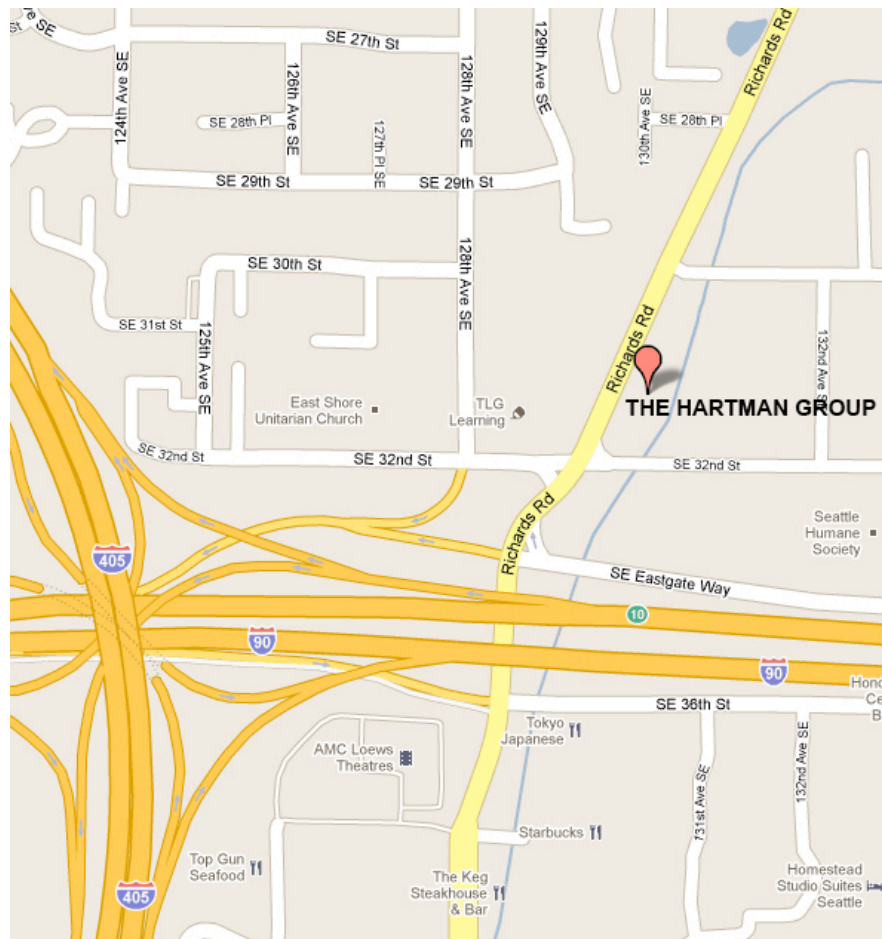 ve SE
St
SE 27th St
124th Ave SE
126th Ave SE
128th Ave SE
129th Ave SE
Richards Rd
SE 28th Pl
127th Pl SE
130th Ave SE
SE 28th Pl
SE 29th St
SE 29th St
128th Ave SE
SE 30th St
SE 31st St
125th Ave SE
Richards Rd
132nd Ave S
East Shore
Unitarian Church
TLG
Learning
THE HARTMAN GROUP
SE 32nd St
SE 32nd St
SE 32nd St
Richards Rd
Seattle
Humane
Society
405
SE Eastgate Way
10
90
90
SE 36th St
Hono
Ce
B
Tokyo
Japanese
AMC Loews
Theatres
131st Ave SE
132nd Ave SE
Starbucks
Top Gun
Seafood
The Keg
Steakhouse
& Bar
Homestead
Studio Suites
Seattle
405